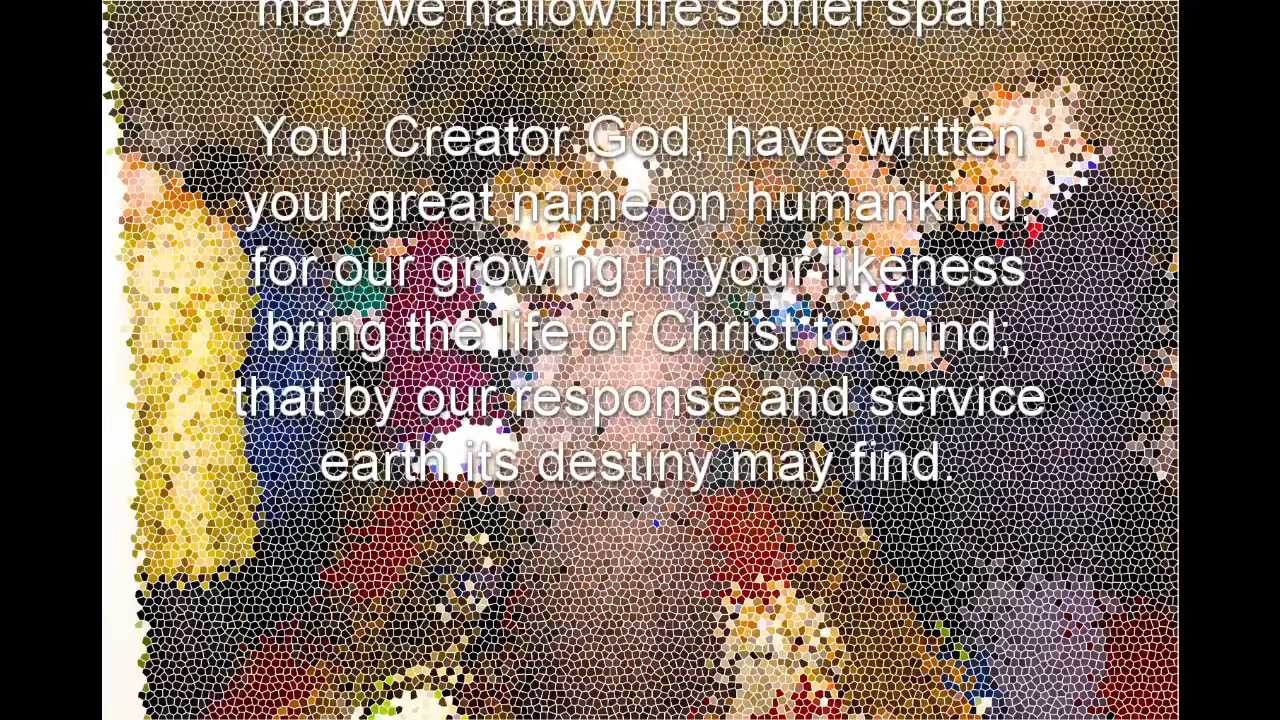 may we hallow life's brief span.
You, Creator God, have written
your great name on humankind;
for our growing in your likeness
bring the life of Christ to mind;
that by our response and service
earth its destiny may find.